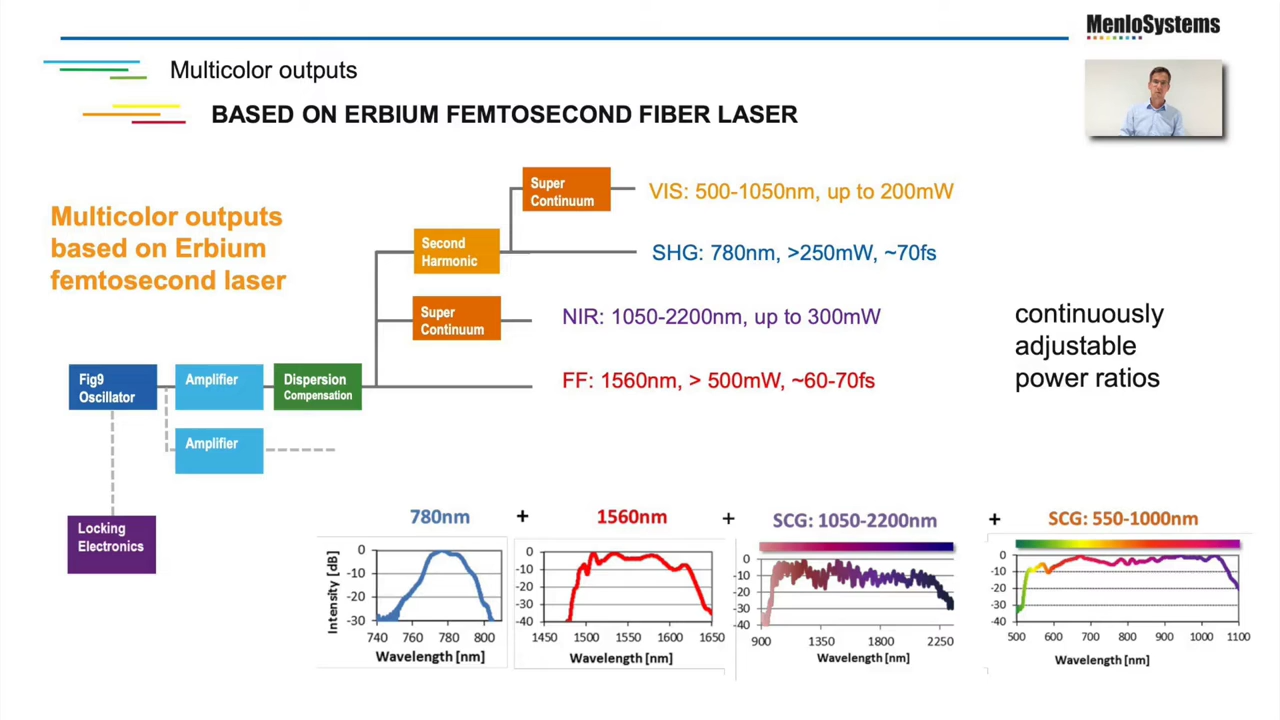 MenloSystems
Multicolor outputs
BASED ON ERBIUM FEMTOSECOND FIBER LASER
Multicolor outputs
based on Erbium
femtosecond laser
Super
Continuum
VIS: 500-1050nm, up to 200mW
Second
Harmonic
SHG: 780nm, >250mW, ~70fs
Super
Continuum
NIR: 1050-2200nm, up to 300mW
continuously
adjustable
power ratios
Fig9
Oscillator
Amplifier
Dispersion
Compensation
FF: 1560nm, > 500mW, ~60-70fs
Amplifier
Locking
Electronics
780nm + 1560nm + SCG: 1050-2200nm + SCG: 550-1000nm
Intensity [dB]
0
-10
-20
-30
740 760 780 800
Wavelength [nm]
0
-10
-20
-30
-40
1450 1500 1550 1600 1650
Wavelength [nm]
0
-10
-20
-30
-40
900 1350 1800 2250
Wavelength [nm]
0
-10
-20
-30
-40
500 600 700 800 900 1000 1100
Wavelength [nm]